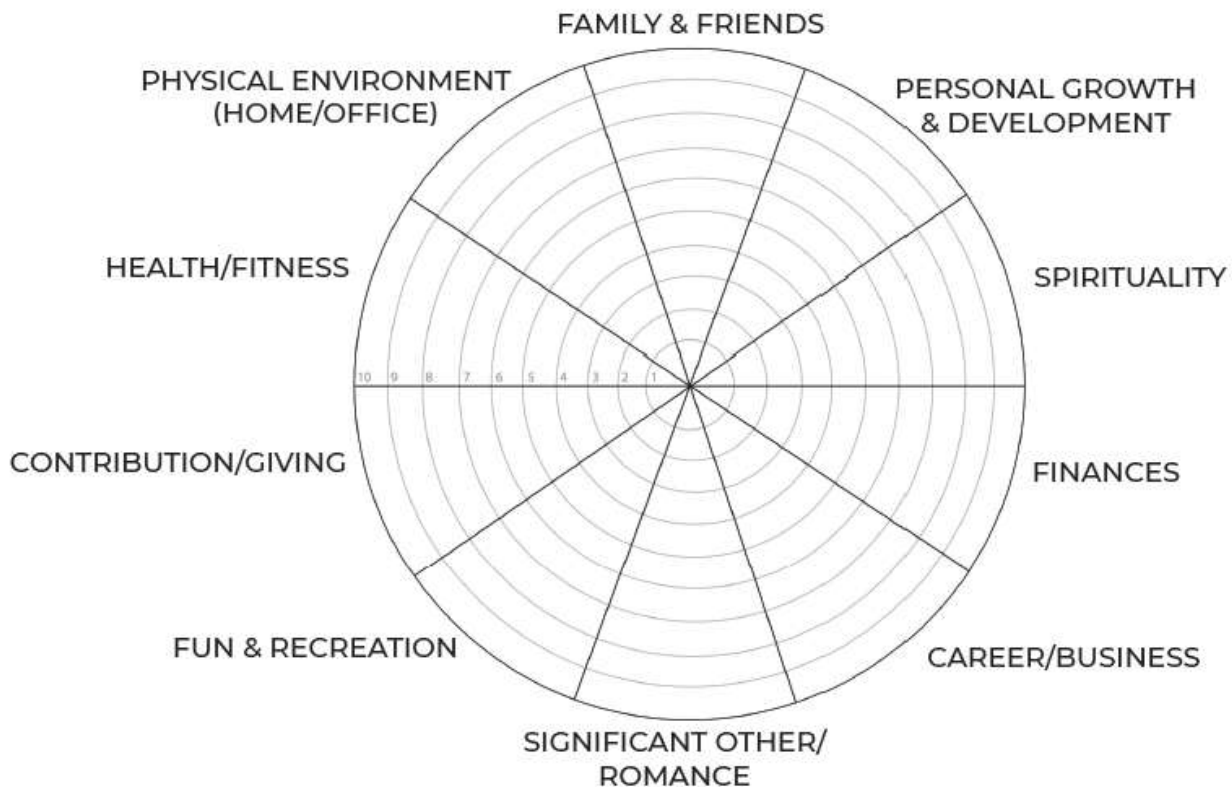 FAMILY & FRIENDS
PHYSICAL ENVIRONMENT
(HOME/OFFICE)
PERSONAL GROWTH
& DEVELOPMENT
HEALTH/FITNESS
SPIRITUALITY
10 9 8 7 6 5 4 3 2 1
CONTRIBUTION/GIVING
FINANCES
FUN & RECREATION
CAREER/BUSINESS
SIGNIFICANT OTHER/
ROMANCE